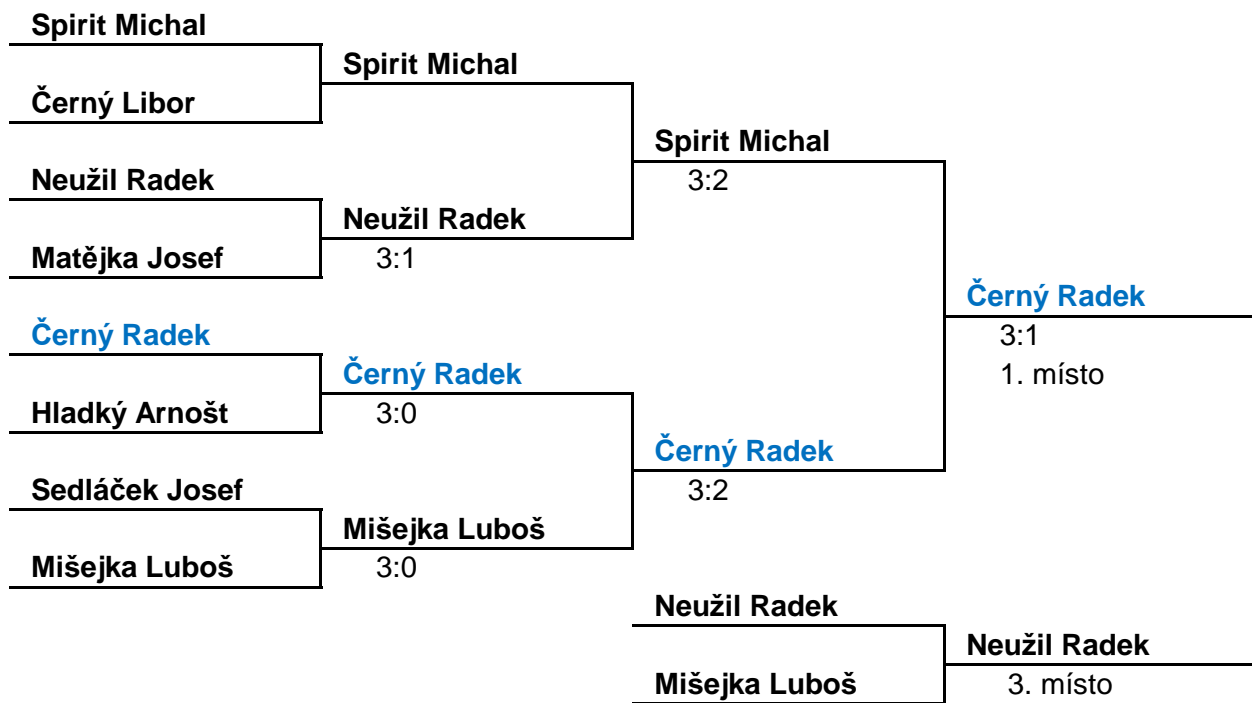 Spirit Michal
Spirit Michal
Černý Libor
Spirit Michal
3:2
Neužil Radek
Neužil Radek
3:1
Matějka Josef
Černý Radek
3:1
1. místo
Černý Radek
Černý Radek
3:0
Hladký Arnošt
Černý Radek
3:2
Sedláček Josef
Mišejka Luboš
3:0
Mišejka Luboš
Neužil Radek
Neužil Radek
3. místo
Mišejka Luboš